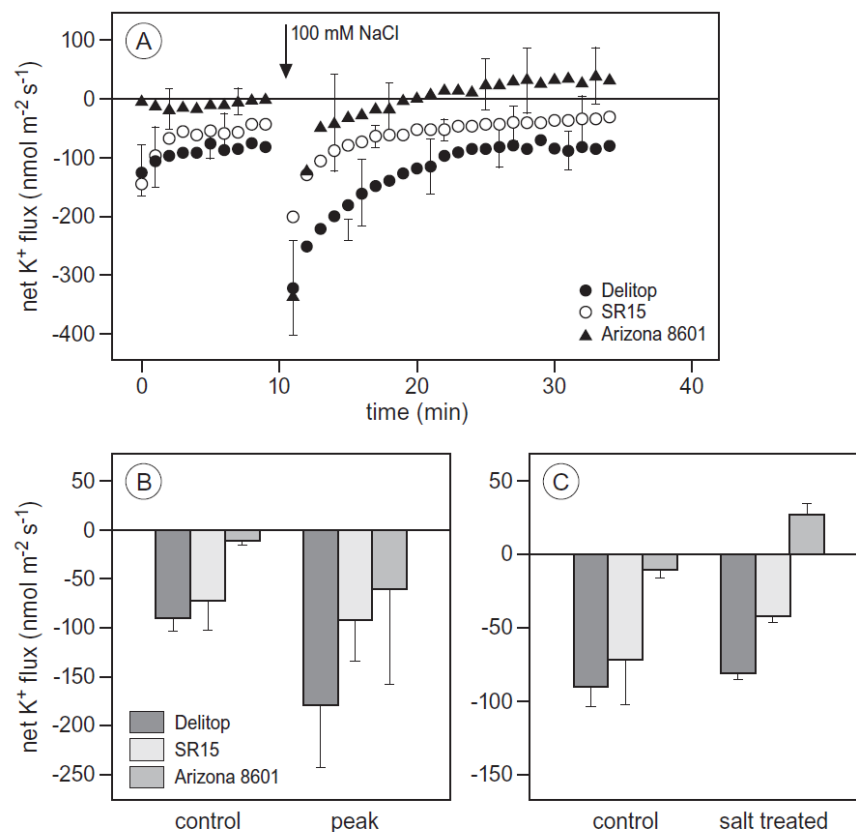 A
100 mM NaCl
net K⁺ flux (nmol m⁻² s⁻¹)
100
0
-100
-200
-300
-400
Delitop
SR15
Arizona 8601
0
10
20
30
40
time (min)
B
net K⁺ flux (nmol m⁻² s⁻¹)
50
0
-50
-100
-150
-200
-250
Delitop
SR15
Arizona 8601
control
peak
C
50
0
-50
-100
-150
control
salt treated